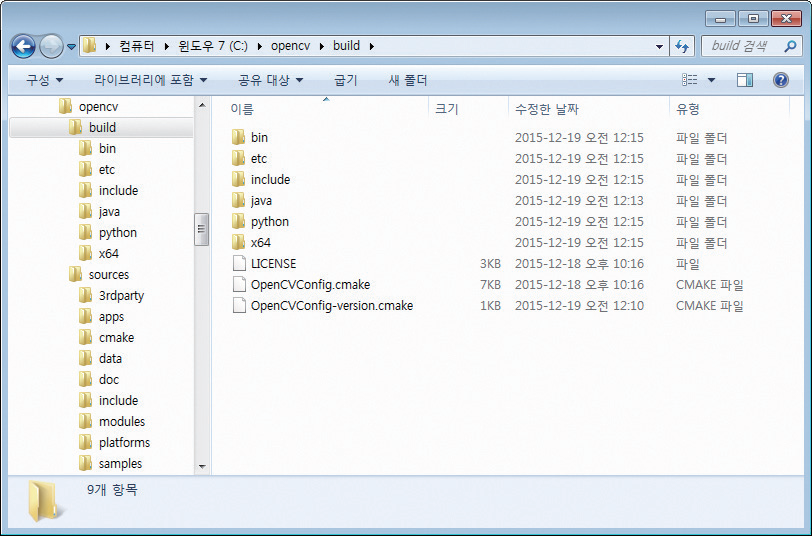 컴퓨터 윈도우 7 (C:) opencv build build 검색
구성 라이브러리에 포함 공유 대상 굽기 새 폴더
opencv
build
bin
etc
include
java
python
x64
sources
3rdparty
apps
cmake
data
doc
include
modules
platforms
samples
이름 크기 수정한 날짜 유형
bin 2015-12-19 오전 12:15 파일 폴더
etc 2015-12-19 오전 12:15 파일 폴더
include 2015-12-19 오전 12:15 파일 폴더
java 2015-12-19 오전 12:13 파일 폴더
python 2015-12-19 오전 12:15 파일 폴더
x64 2015-12-19 오전 12:15 파일 폴더
LICENSE 3KB 2015-12-18 오후 10:16 파일
OpenCVConfig.cmake 7KB 2015-12-18 오후 10:16 CMAKE 파일
OpenCVConfig-version.cmake 1KB 2015-12-19 오전 12:10 CMAKE 파일
9개 항목